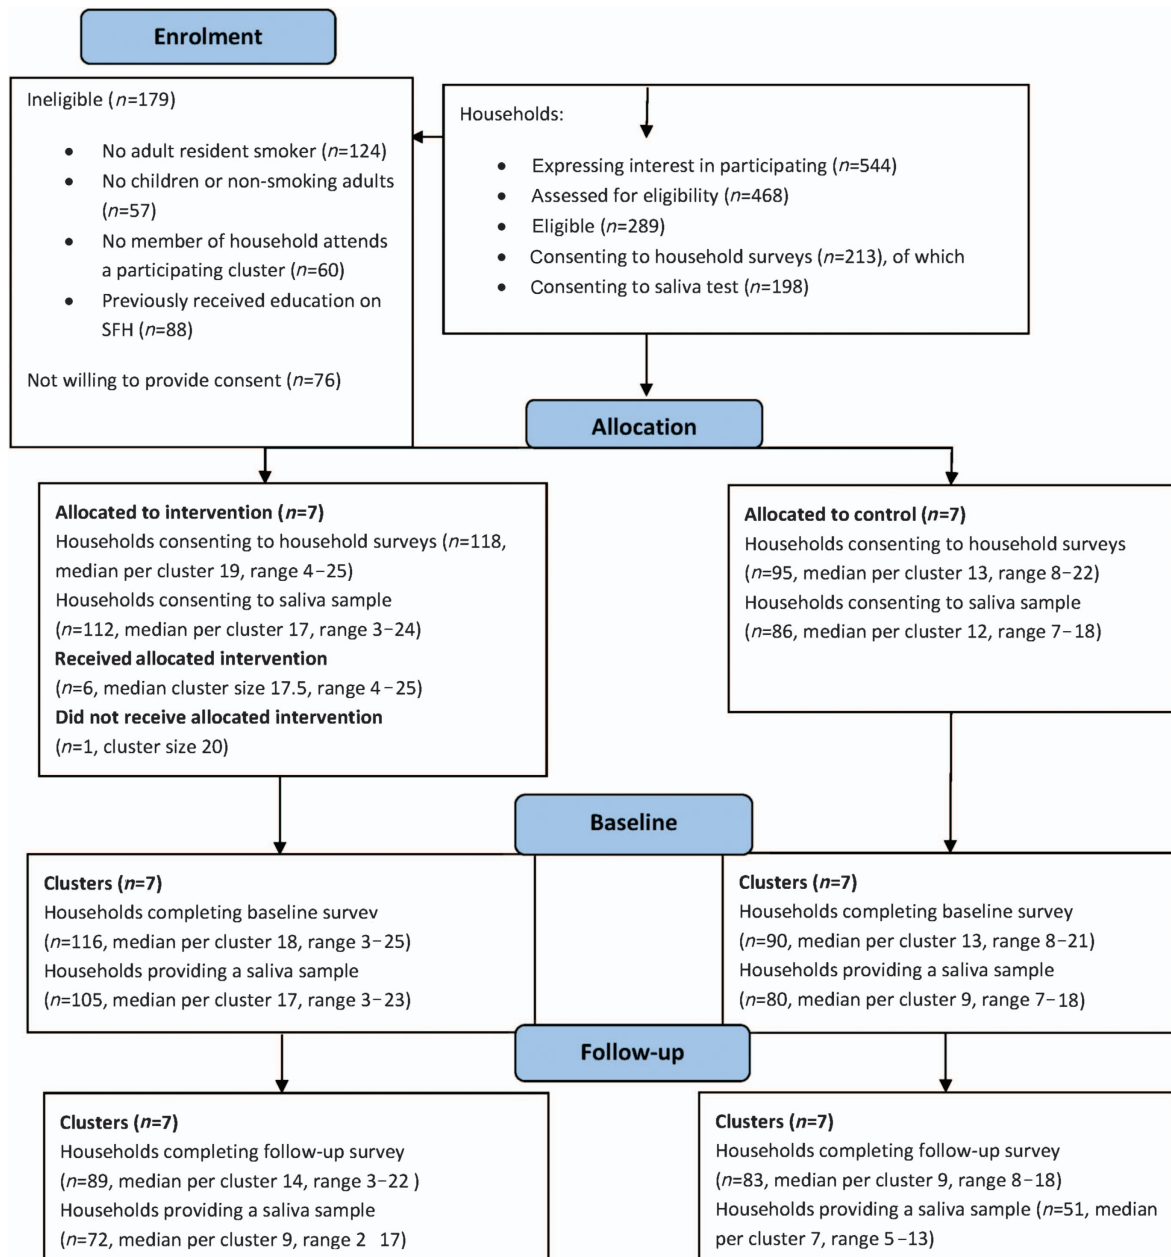 Enrolment
Ineligible (n=179)
• No adult resident smoker (n=124)
• No children or non-smoking adults
(n=57)
• No member of household attends
a participating cluster (n=60)
• Previously received education on
SFH (n=88)
Not willing to provide consent (n=76)
Households:
• Expressing interest in participating (n=544)
• Assessed for eligibility (n=468)
• Eligible (n=289)
• Consenting to household surveys (n=213), of which
• Consenting to saliva test (n=198)
Allocation
Allocated to intervention (n=7)
Households consenting to household surveys (n=118,
median per cluster 19, range 4–25)
Households consenting to saliva sample
(n=112, median per cluster 17, range 3–24)
Received allocated intervention
(n=6, median cluster size 17.5, range 4–25)
Did not receive allocated intervention
(n=1, cluster size 20)
Allocated to control (n=7)
Households consenting to household surveys
(n=95, median per cluster 13, range 8–22)
Households consenting to saliva sample
(n=86, median per cluster 12, range 7–18)
Baseline
Clusters (n=7)
Households completing baseline survev
(n=116, median per cluster 18, range 3–25)
Households providing a saliva sample
(n=105, median per cluster 17, range 3–23)
Clusters (n=7)
Households completing baseline survey
(n=90, median per cluster 13, range 8–21)
Households providing a saliva sample
(n=80, median per cluster 9, range 7–18)
Follow-up
Clusters (n=7)
Households completing follow-up survey
(n=89, median per cluster 14, range 3–22 )
Households providing a saliva sample
(n=72, median per cluster 9, range 2 17)
Clusters (n=7)
Households completing follow-up survey
(n=83, median per cluster 9, range 8–18)
Households providing a saliva sample (n=51, median
per cluster 7, range 5–13)